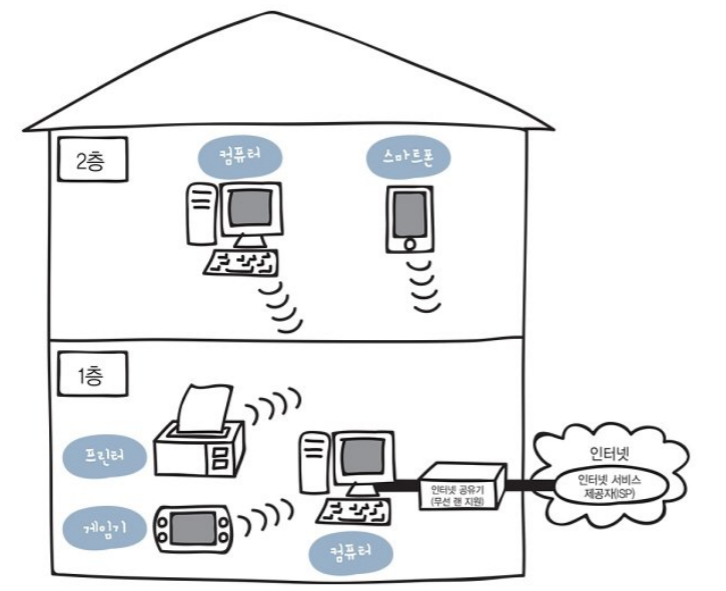 2층
컴퓨터
스마트폰
1층
프린터
게임기
컴퓨터
인터넷 공유기
(무선 랜 지원)
인터넷
인터넷 서비스
제공자(ISP)